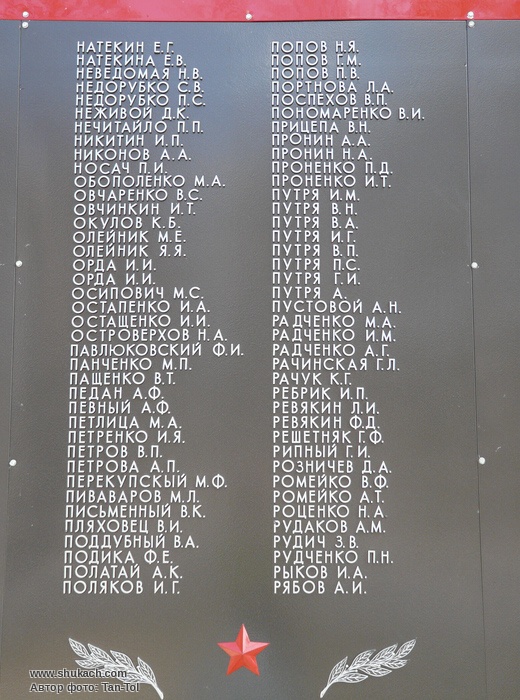 НАТЕКИН Е.Г.
НАТЕКИНА Е.В.
НЕВЕДОМАЯ Н.В.
НЕДОРУБКО С.В.
НЕДОРУБКО П.С.
НЕЖИВОЙ Д.К.
НЕЧИТАЙЛО П.П.
НИКИТИН И.П.
НИКОНОВ А.А.
НОСАЧ П.И.
ОБОПОЛЕНКО М.А.
ОВЧАРЕНКО В.С.
ОВЧИНКИН И.Т.
ОКУЛОВ К.Б.
ОЛЕЙНИК М.Е.
ОЛЕЙНИК Я.Я.
ОРДА И.И.
ОРДА И.И.
ОСИПОВИЧ М.С.
ОСТАПЕНКО И.А.
ОСТАЩЕНКО И.И.
ОСТРОВЕРХОВ Н.А.
ПАВЛЮКОВСКИЙ Ф.И.
ПАНЧЕНКО М.П.
ПАЩЕНКО В.Т.
ПЕДАН А.Ф.
ПЕВНЫЙ А.Ф.
ПЕТЛИЦА М.А.
ПЕТРЕНКО И.Я.
ПЕТРОВ В.П.
ПЕТРОВА А.П.
ПЕРЕКУПСКЫЙ М.Ф.
ПИВАВАРОВ М.Л.
ПИСЬМЕННЫЙ В.К.
ПЛЯХОВЕЦ В.И.
ПОДДУБНЫЙ В.А.
ПОДИКА Ф.Е.
ПОЛАТАЙ А.К.
ПОЛЯКОВ И.Г.
ПОПОВ Н.Я.
ПОПОВ Г.М.
ПОПОВ П.В.
ПОРТНОВА Л.А.
ПОСПЕХОВ В.П.
ПОНОМАРЕНКО В.И.
ПРИЦЕПА В.Н.
ПРОНИН А.А.
ПРОНИН Н.А.
ПРОНЕНКО П.Д.
ПРОНЕНКО И.Т.
ПУТРЯ И.М.
ПУТРЯ В.Н.
ПУТРЯ В.А.
ПУТРЯ И.Г.
ПУТРЯ В.П.
ПУТРЯ П.С.
ПУТРЯ Г.И.
ПУТРЯ А.
ПУСТОВОЙ А.Н.
РАДЧЕНКО М.А.
РАДЧЕНКО И.М.
РАДЧЕНКО А.Г.
РАЧИНСКАЯ Г.Л.
РАЧУК К.Г.
РЕБРИК И.П.
РЕВЯКИН Л.И.
РЕВЯКИН Ф.Д.
РЕШЕТНЯК Г.Ф.
РИПНЫЙ Г.И.
РОЗНИЧЕВ Д.А.
РОМЕЙКО В.Ф.
РОМЕЙКО А.Т.
РОЦЕНКО Н.А.
РУДАКОВ А.М.
РУДИЧ З.В.
РУДЧЕНКО П.Н.
РЫКОВ И.А.
РЯБОВ А.И.
www.shukach.com
Автор фото: Tan-Tol